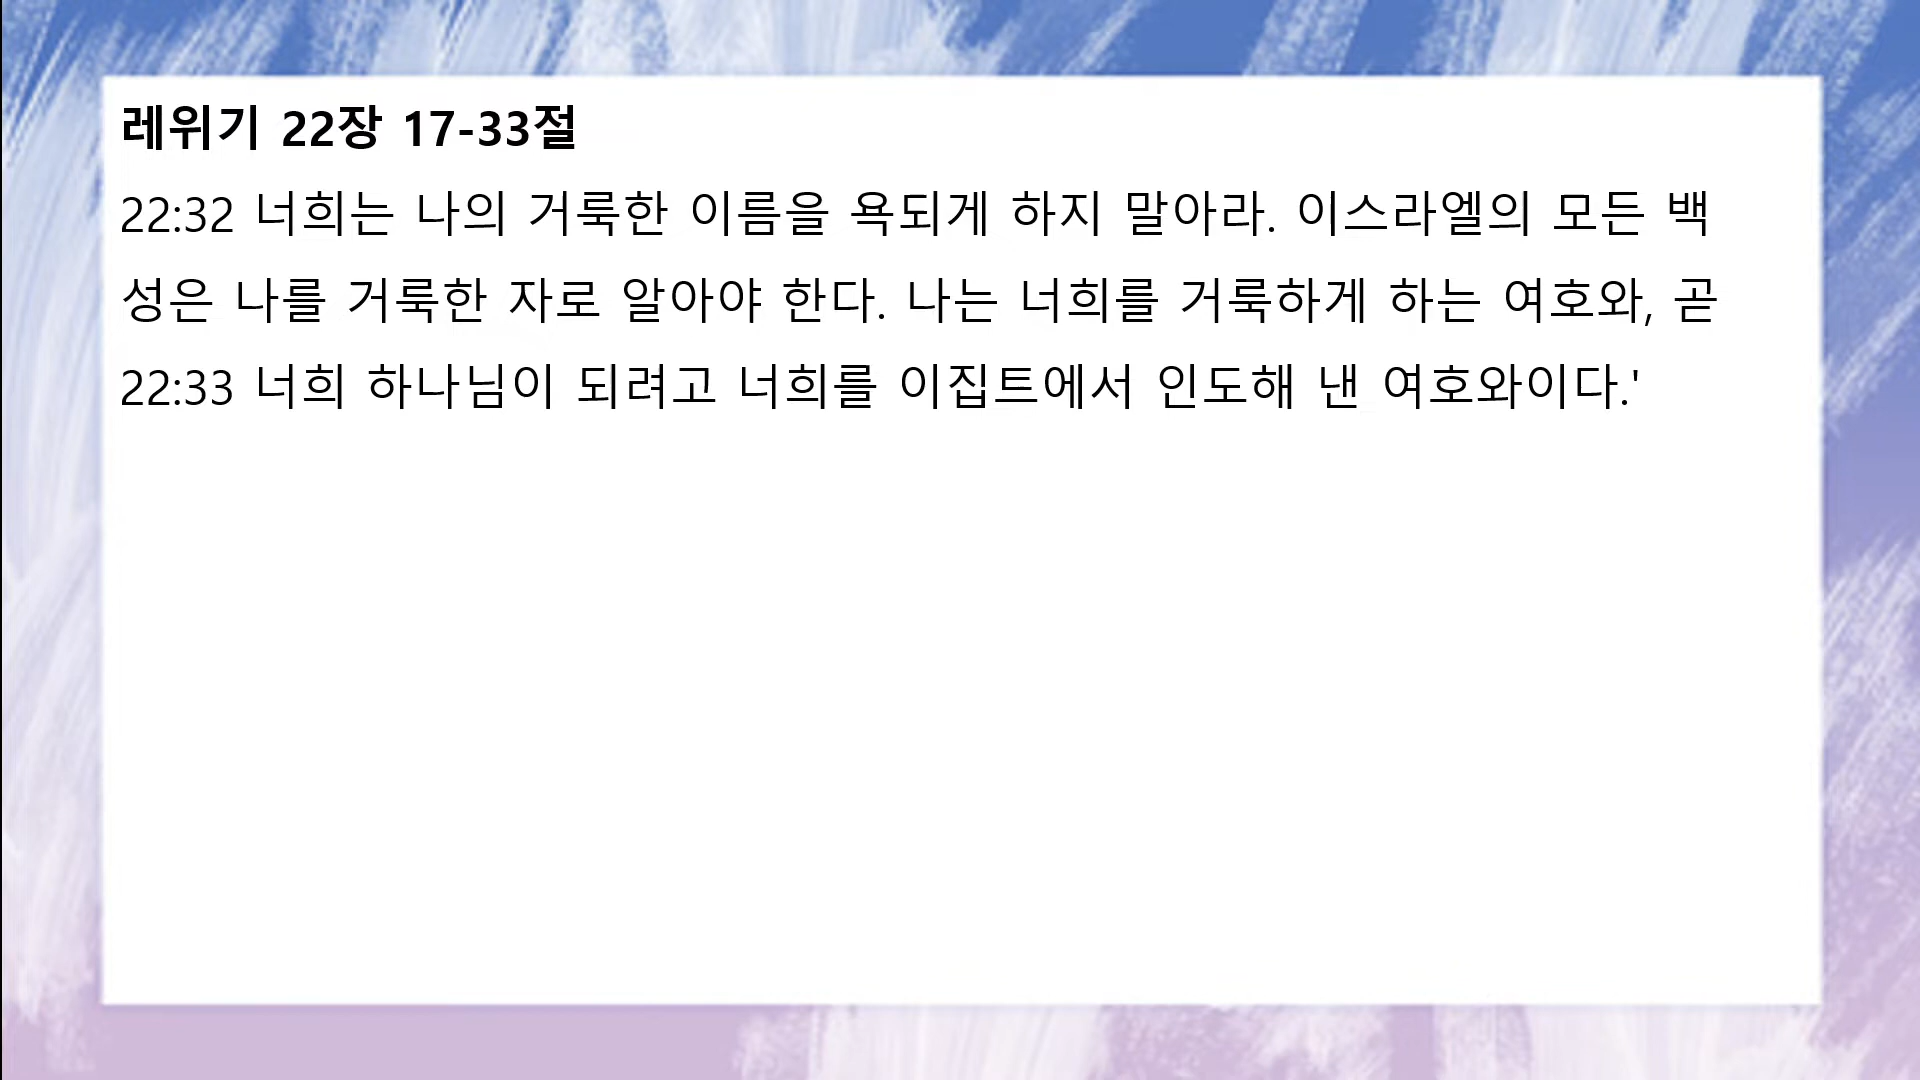 레위기 22장 17-33절
22:32 너희는 나의 거룩한 이름을 욕되게 하지 말아라. 이스라엘의 모든 백
성은 나를 거룩한 자로 알아야 한다. 나는 너희를 거룩하게 하는 여호와, 곧
22:33 너희 하나님이 되려고 너희를 이집트에서 인도해 낸 여호와이다.'